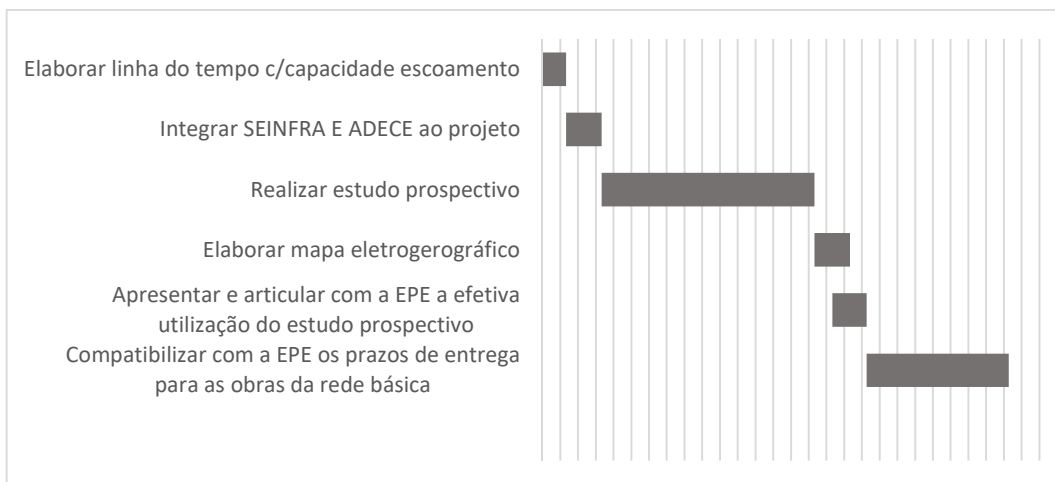 Elaborar linha do tempo c/capacidade escoamento
Integrar SEINFRA E ADECE ao projeto
Realizar estudo prospectivo
Elaborar mapa eletrogerográfico
Apresentar e articular com a EPE a efetiva
utilização do estudo prospectivo
Compatibilizar com a EPE os prazos de entrega
para as obras da rede básica